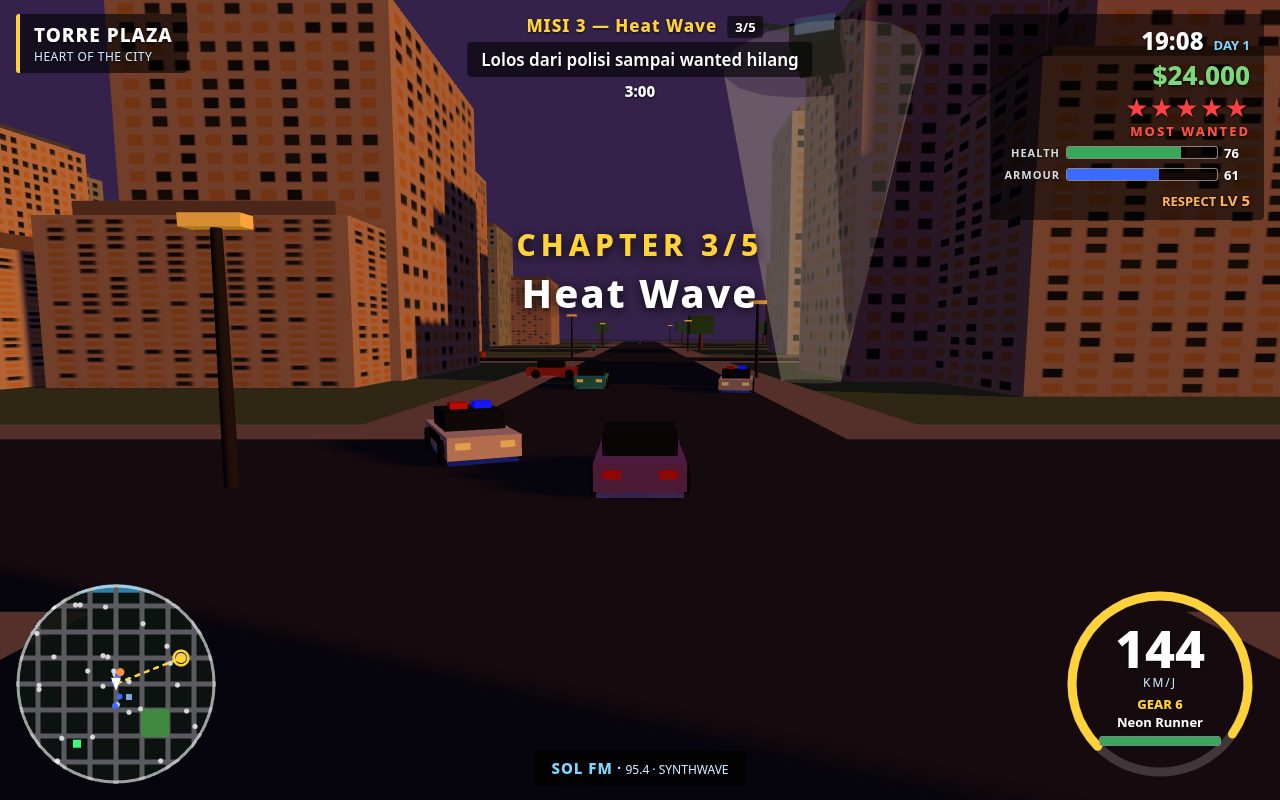 TORRE PLAZA
HEART OF THE CITY
MISI 3 — Heat Wave 3/5
Lolos dari polisi sampai wanted hilang
3:00
19:08 DAY 1
$24.000
★★★★★
MOST WANTED
HEALTH 76
ARMOUR 61
RESPECT LV 5
CHAPTER 3/5
Heat Wave
144
KM/J
GEAR 6
Neon Runner
SOL FM · 95.4 · SYNTHWAVE